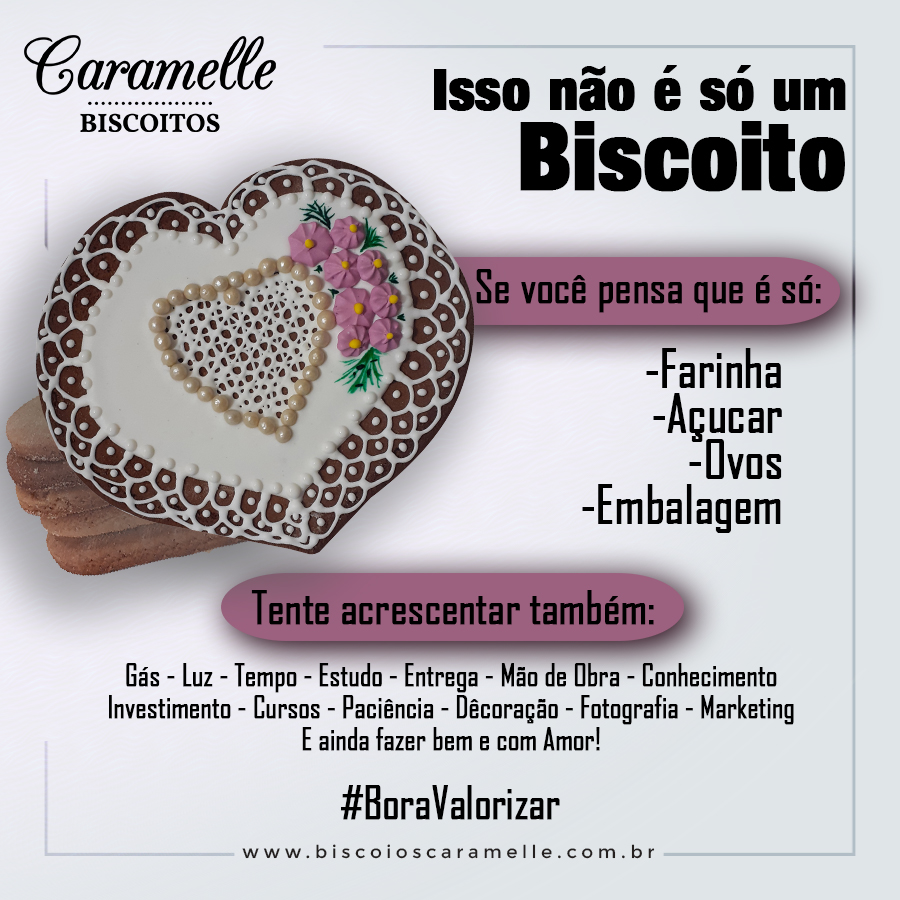 Caramelle
BISCOITOS
Isso não é só um
Biscoito
Se você pensa que é só:
-Farinha
-Açucar
-Ovos
-Embalagem
Tente acrescentar também:
Gás - Luz - Tempo - Estudo - Entrega - Mão de Obra - Conhecimento
Investimento - Cursos - Paciência - Dêcoração - Fotografia - Marketing
E ainda fazer bem e com Amor!
#BoraValorizar
www.biscoioscaramelle.com.br